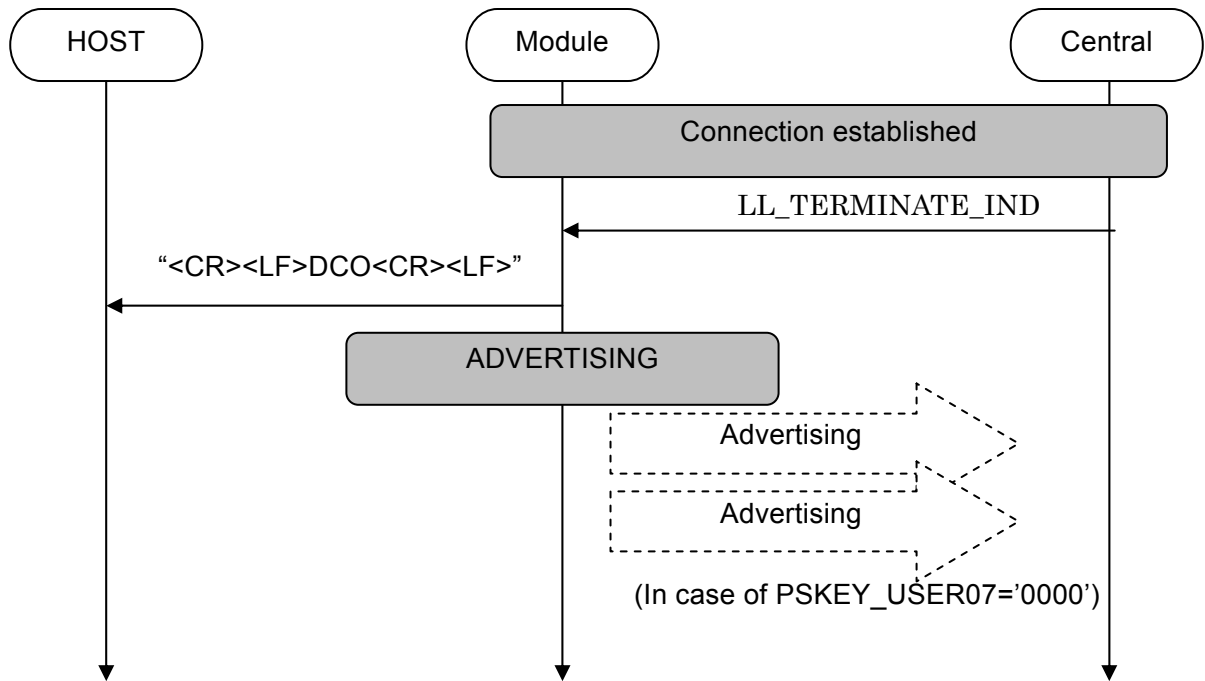 HOST
Module
Central
Connection established
LL_TERMINATE_IND
“<CR><LF>DCO<CR><LF>”
ADVERTISING
Advertising
Advertising
(In case of PSKEY_USER07=’0000’)